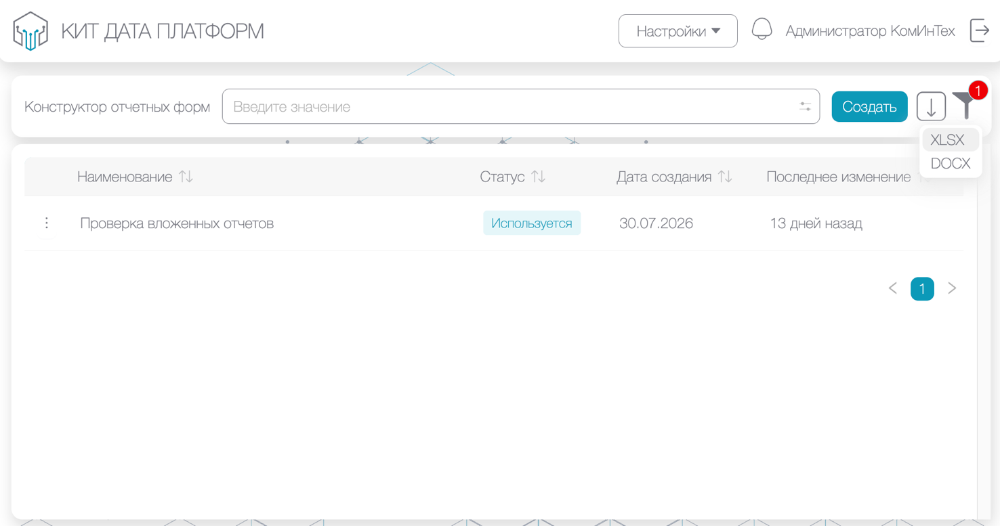 КИТ ДАТА ПЛАТФОРМ
Настройки
Администратор КомИнТех
Конструктор отчетных форм
Введите значение
Создать
1
XLSX
DOCX
Наименование
Статус
Дата создания
Последнее изменение
Проверка вложенных отчетов
Используется
30.07.2026
13 дней назад
1